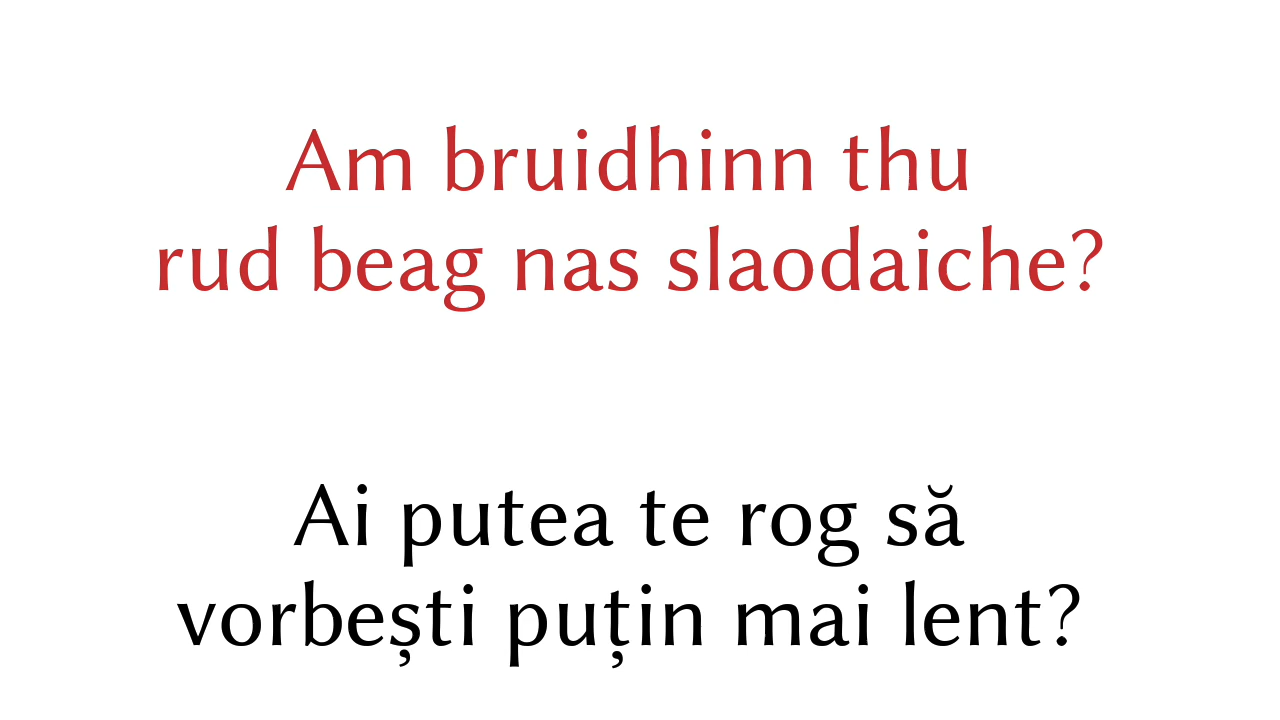 Am bruidhinn thu
rud beag nas slaodaiche?
Ai putea te rog să
vorbești puțin mai lent?